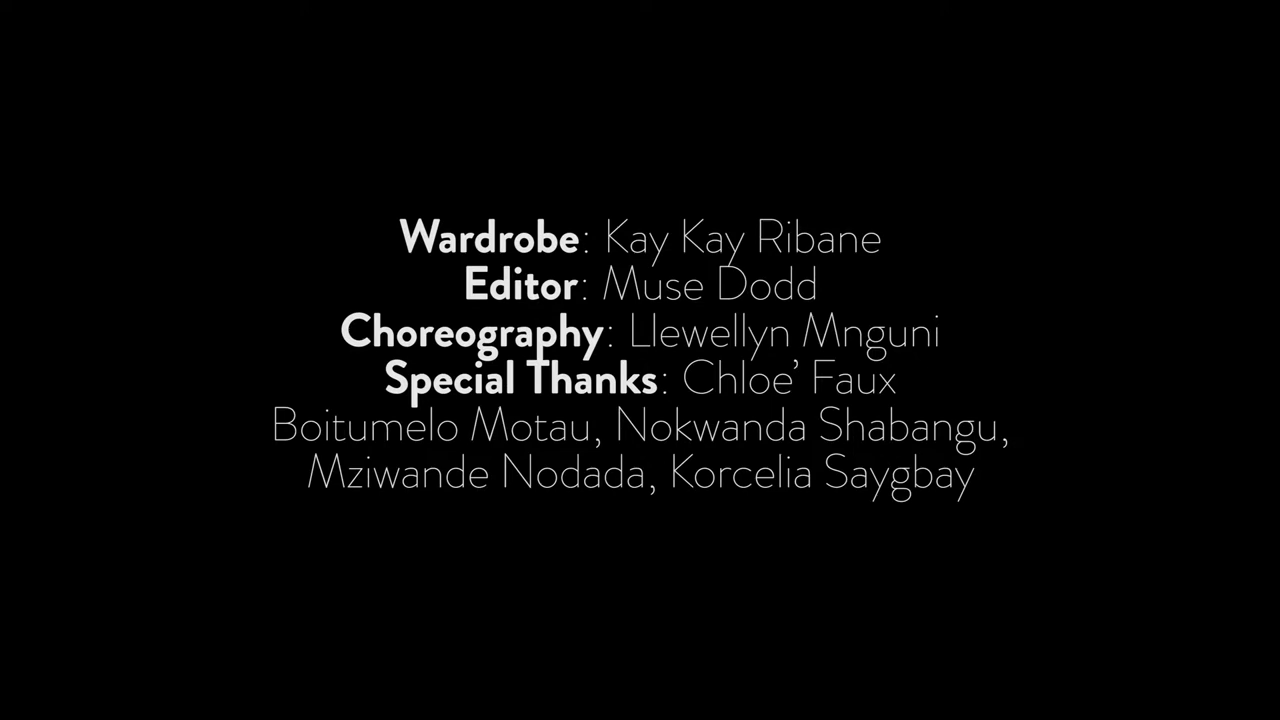 Wardrobe: Kay Kay Ribane
Editor: Muse Dodd
Choreography: Llewellyn Mnguni
Special Thanks: Chloe’ Faux
Boitumelo Motau, Nokwanda Shabangu,
Mziwande Nodada, Korcelia Saygbay